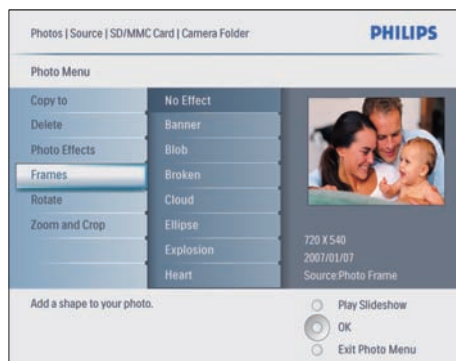 Photos | Source | SD/MMC Card | Camera Folder
PHILIPS
Photo Menu
Copy to
Delete
Photo Effects
Frames
Rotate
Zoom and Crop
No Effect
Banner
Blob
Broken
Cloud
Ellipse
Explosion
Heart
720 X 540
2007/01/07
Source:Photo Frame
Add a shape to your photo.
Play Slideshow
OK
Exit Photo Menu